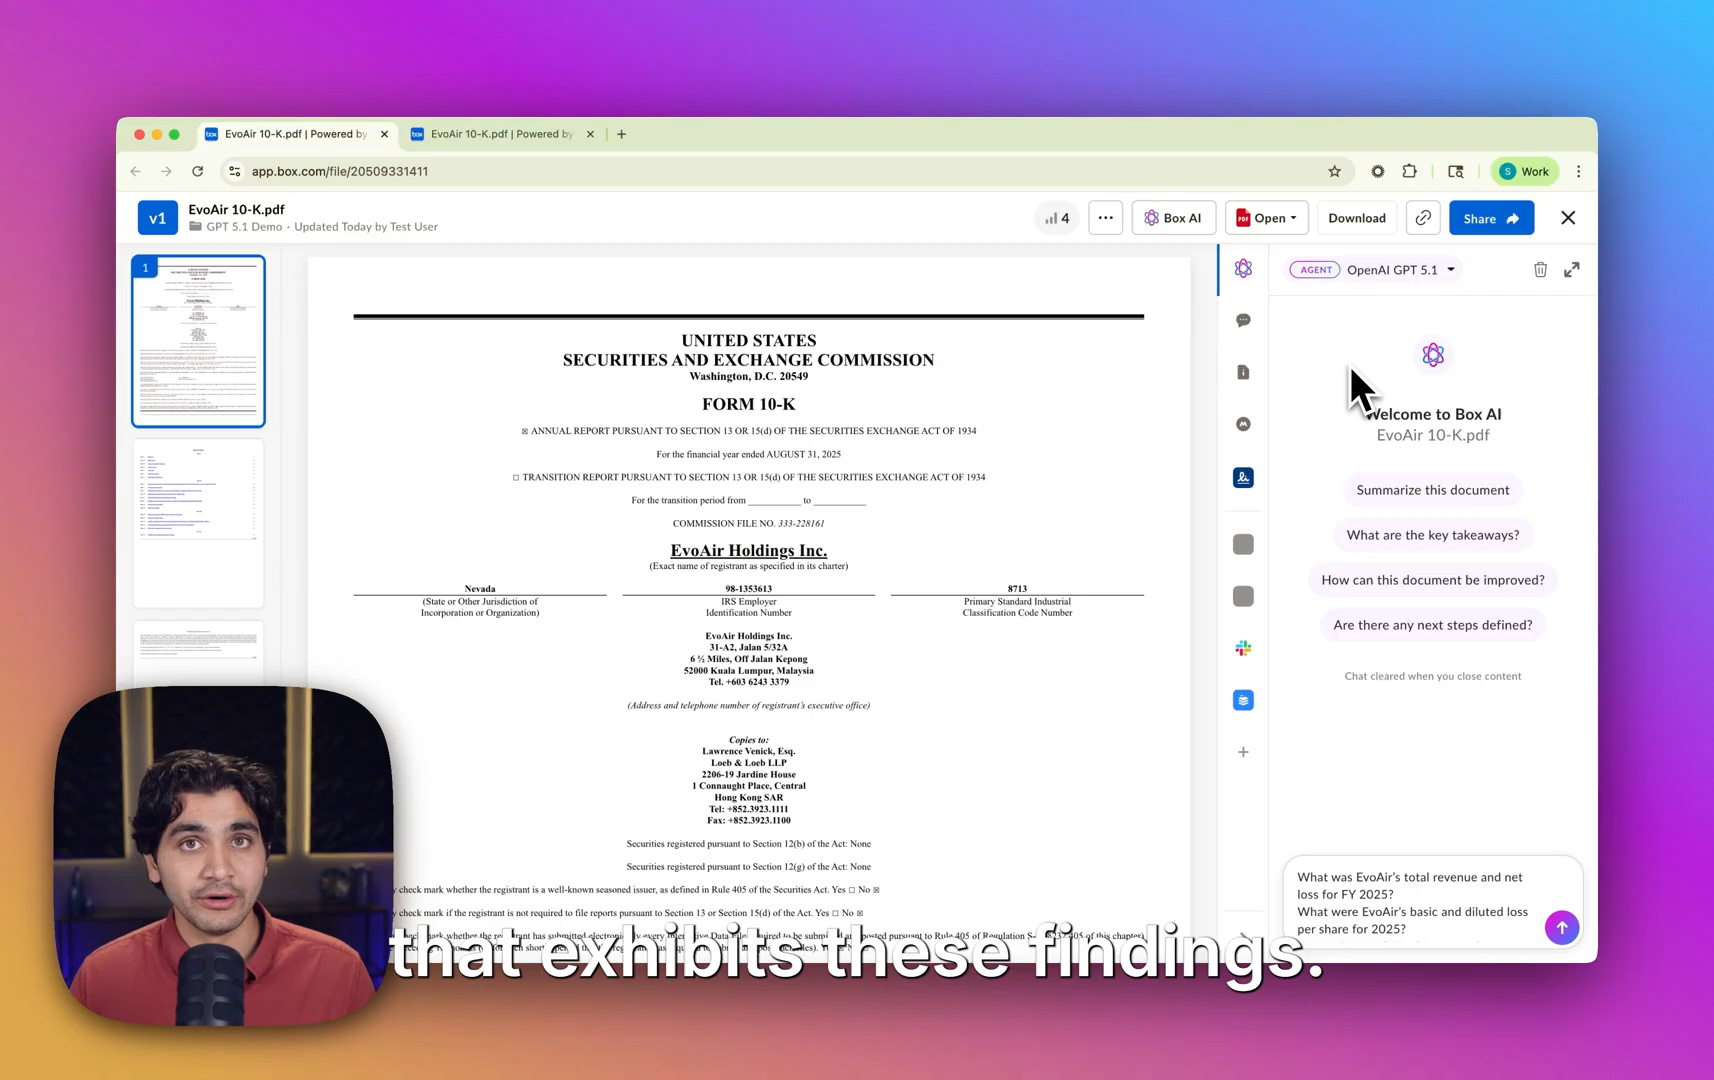 EvoAir 10-K.pdf | Powered by
EvoAir 10-K.pdf | Powered by
app.box.com/file/20509331411
S Work
v1
EvoAir 10-K.pdf
GPT 5.1 Demo · Updated Today by Test User
4
Box AI
PDF Open
Download
Share
1
AGENT OpenAI GPT 5.1
UNITED STATES
SECURITIES AND EXCHANGE COMMISSION
Washington, D.C. 20549
FORM 10-K
☒ ANNUAL REPORT PURSUANT TO SECTION 13 OR 15(d) OF THE SECURITIES EXCHANGE ACT OF 1934
For the financial year ended AUGUST 31, 2025
☐ TRANSITION REPORT PURSUANT TO SECTION 13 OR 15(d) OF THE SECURITIES EXCHANGE ACT OF 1934
For the transition period from ____________ to ____________
COMMISSION FILE NO. 333-228161
EvoAir Holdings Inc.
(Exact name of registrant as specified in its charter)
Nevada 98-1353613 8713
(State or Other Jurisdiction of IRS Employer Primary Standard Industrial
Incorporation or Organization) Identification Number Classification Code Number
EvoAir Holdings Inc.
31-A2, Jalan 5/32A
6 ½ Miles, Off Jalan Kepong
52000 Kuala Lumpur, Malaysia
Tel. +603 6243 3379
(Address and telephone number of registrant's executive office)
Copies to:
Lawrence Venick, Esq.
Loeb & Loeb LLP
2206-19 Jardine House
1 Connaught Place, Central
Hong Kong SAR
Tel: +852.3923.1111
Fax: +852.3923.1100
Securities registered pursuant to Section 12(b) of the Act: None
Securities registered pursuant to Section 12(g) of the Act: None
check mark whether the registrant is a well-known seasoned issuer, as defined in Rule 405 of the Securities Act. Yes ☐ No ☒
check mark if the registrant is not required to file reports pursuant to Section 13 or Section 15(d) of the Act. Yes ☐ No ☒
Welcome to Box AI
EvoAir 10-K.pdf
Summarize this document
What are the key takeaways?
How can this document be improved?
Are there any next steps defined?
Chat cleared when you close content
What was EvoAir's total revenue and net
loss for FY 2025?
What were EvoAir's basic and diluted loss
per share for 2025?
that exhibits these findings.